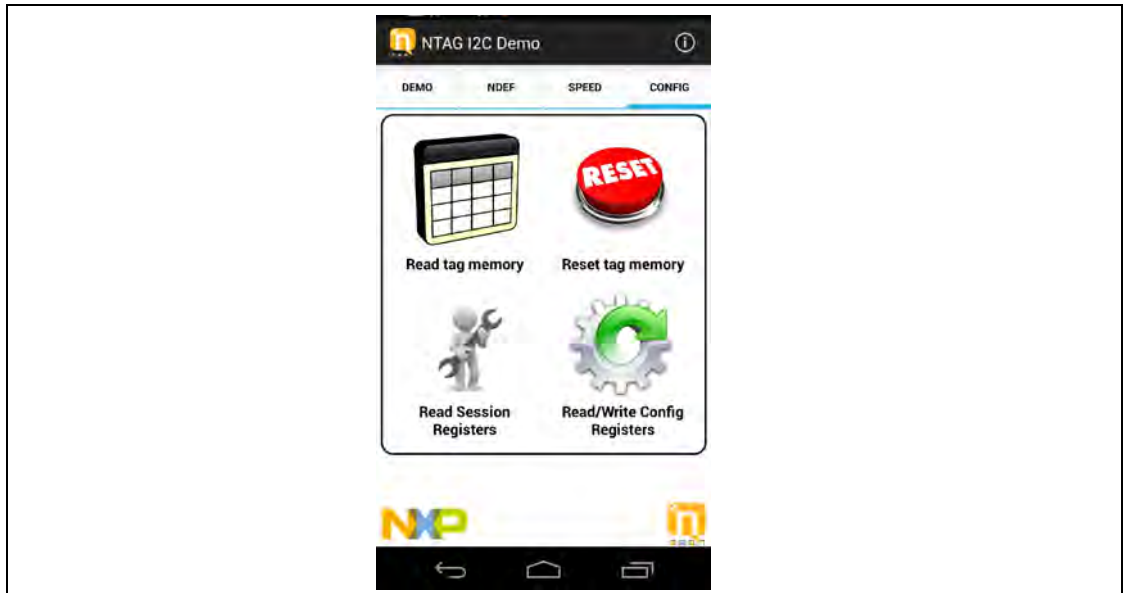 NTAG I2C Demo
DEMO NDEF SPEED CONFIG
RESET
Read tag memory Reset tag memory
Read Session Read/Write Config
Registers Registers
NXP